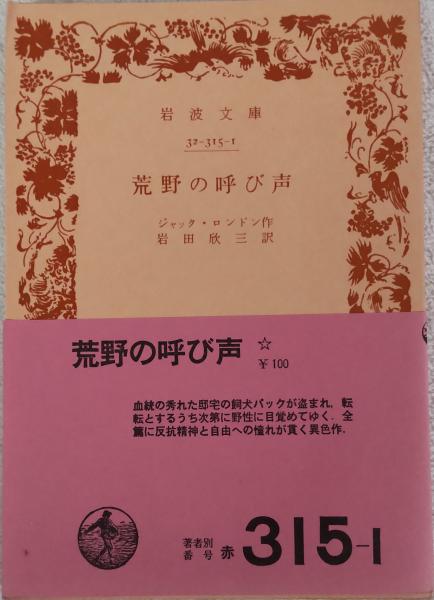 岩波文庫
32-315-1
荒野の呼び声
ジャック・ロンドン作
岩田欣三訳
荒野の呼び声 ☆
￥100
血統の秀れた邸宅の飼犬バックが盗まれ、転
転とするうち次第に野性に目覚めてゆく．全
篇に反抗精神と自由への憧れが貫く異色作．
著者別
番号 赤 315-1